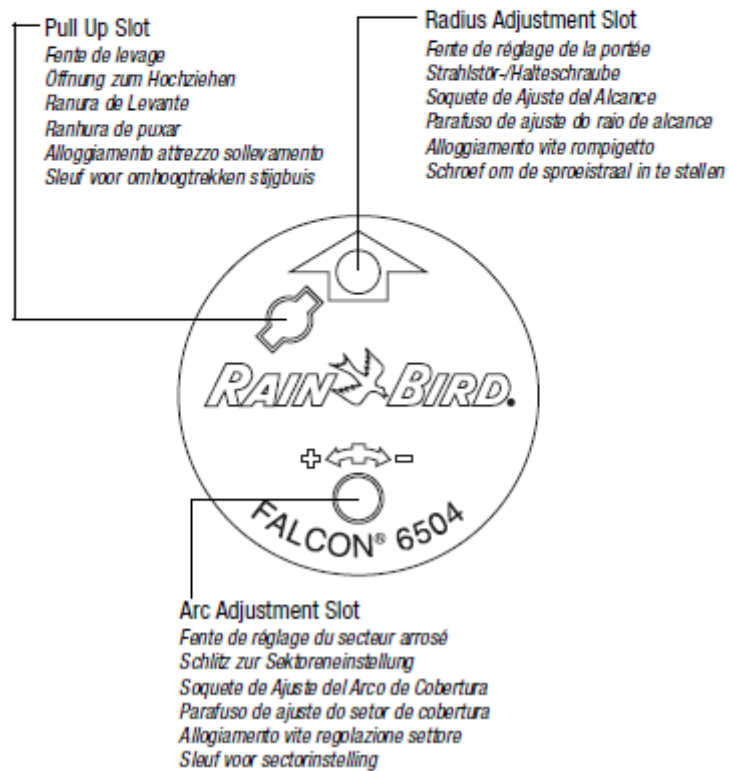 Pull Up Slot
Fente de levage
Öffnung zum Hochziehen
Ranura de Levante
Ranhura de puxar
Alloggiamento attrezzo sollevamento
Sleuf voor omhoogtrekken stijgbuis
Radius Adjustment Slot
Fente de réglage de la portée
Strahlstör-/Halteschraube
Soquete de Ajuste del Alcance
Parafuso de ajuste do raio de alcance
Alloggiamento vite rompigetto
Schroef om de sproeistraal in te stellen
RAIN BIRD.
+ -
FALCON® 6504
Arc Adjustment Slot
Fente de réglage du secteur arrosé
Schlitz zur Sektoreneinstellung
Soquete de Ajuste del Arco de Cobertura
Parafuso de ajuste do setor de cobertura
Allogiamento vite regolazione settore
Sleuf voor sectorinstelling